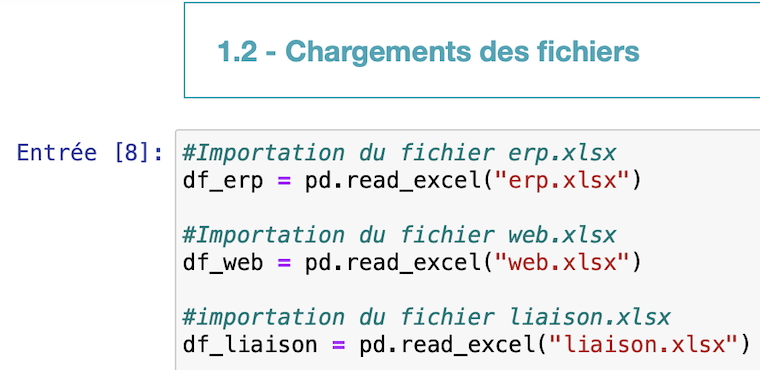 1.2 - Chargements des fichiers
Entrée [8]: #Importation du fichier erp.xlsx
df_erp = pd.read_excel("erp.xlsx")
#Importation du fichier web.xlsx
df_web = pd.read_excel("web.xlsx")
#importation du fichier liaison.xlsx
df_liaison = pd.read_excel("liaison.xlsx")